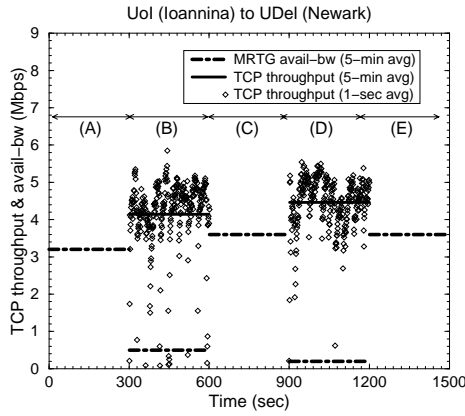 UoI (Ioannina) to UDel (Newark)
TCP throughput & avail−bw (Mbps)
9
8
7
6
5
4
3
2
1
0
MRTG avail−bw (5−min avg)
TCP throughput (5−min avg)
TCP throughput (1−sec avg)
(A) (B) (C) (D) (E)
0 300 600 900 1200 1500
Time (sec)